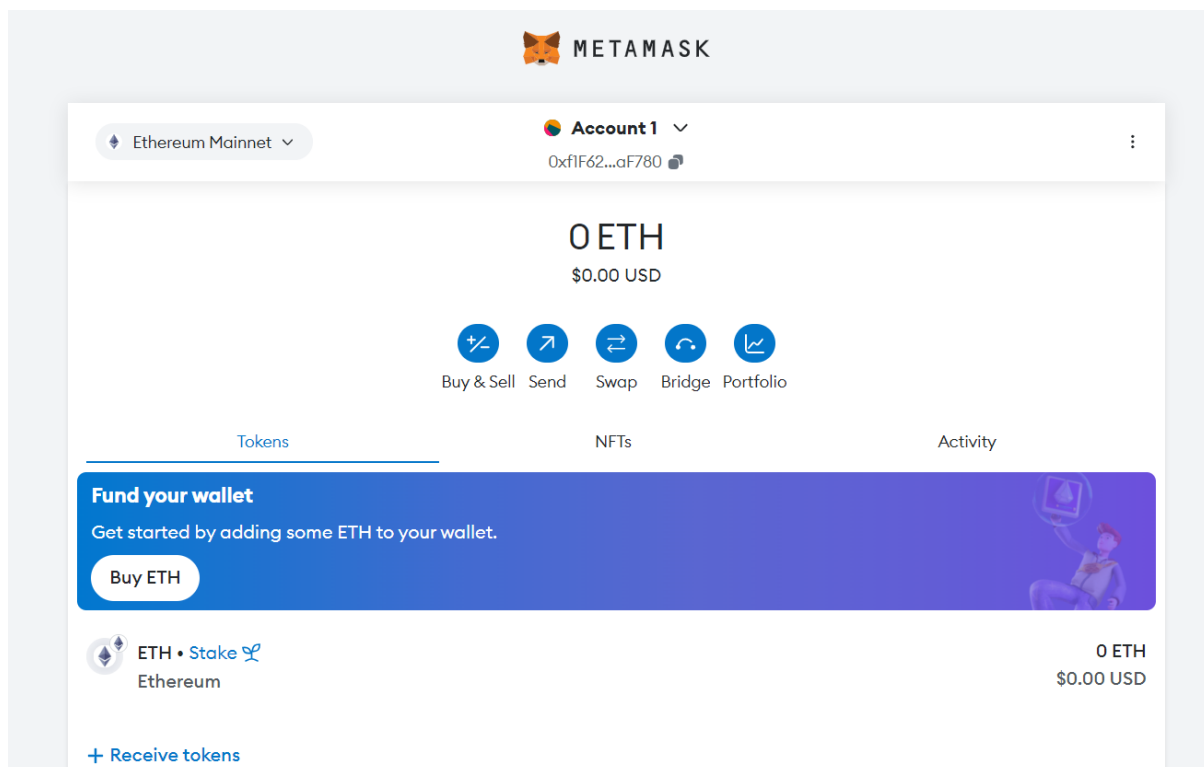 METAMASK
Ethereum Mainnet
Account 1
0xf1F62...aF780
0 ETH
$0.00 USD
Buy & Sell Send Swap Bridge Portfolio
Tokens NFTs Activity
Fund your wallet
Get started by adding some ETH to your wallet.
Buy ETH
ETH • Stake 0 ETH
Ethereum $0.00 USD
+ Receive tokens